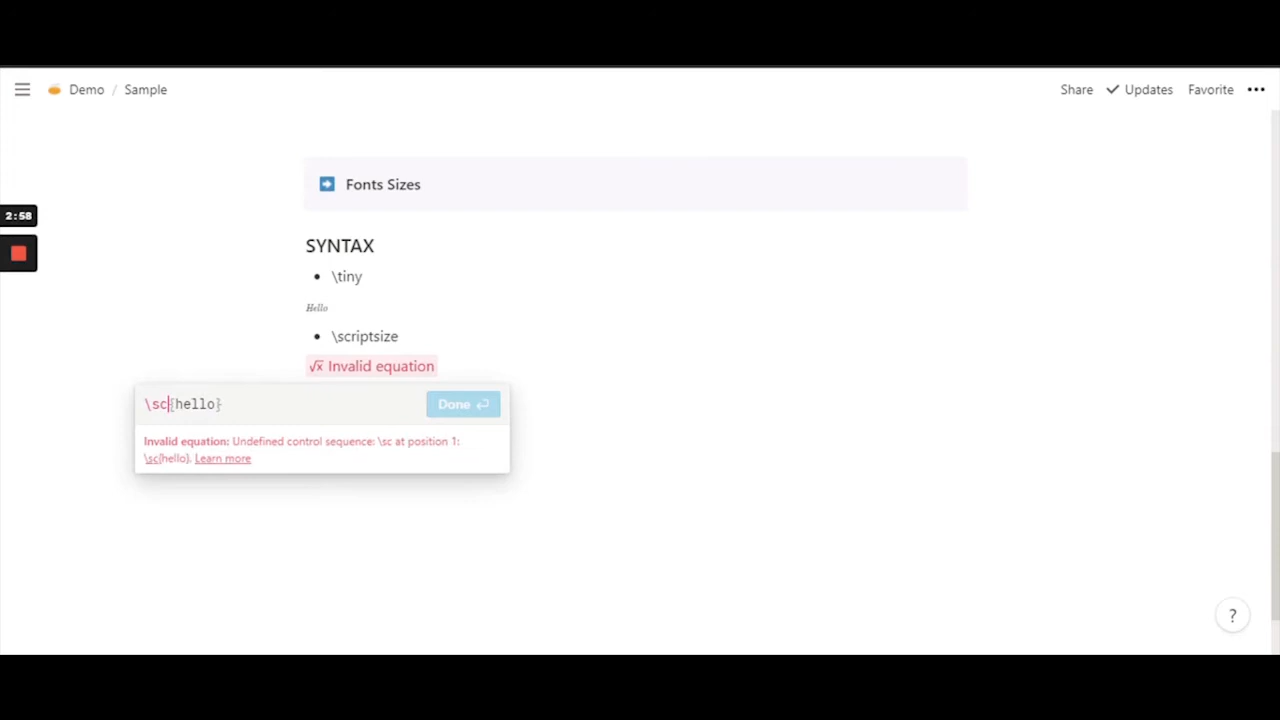 Demo / Sample
Share ✓ Updates Favorite •••
Fonts Sizes
2:58
SYNTAX
• \tiny
Hello
• \scriptsize
√x Invalid equation
\sc{hello}
Done
Invalid equation: Undefined control sequence: \sc at position 1:
\sc{hello}. Learn more
?